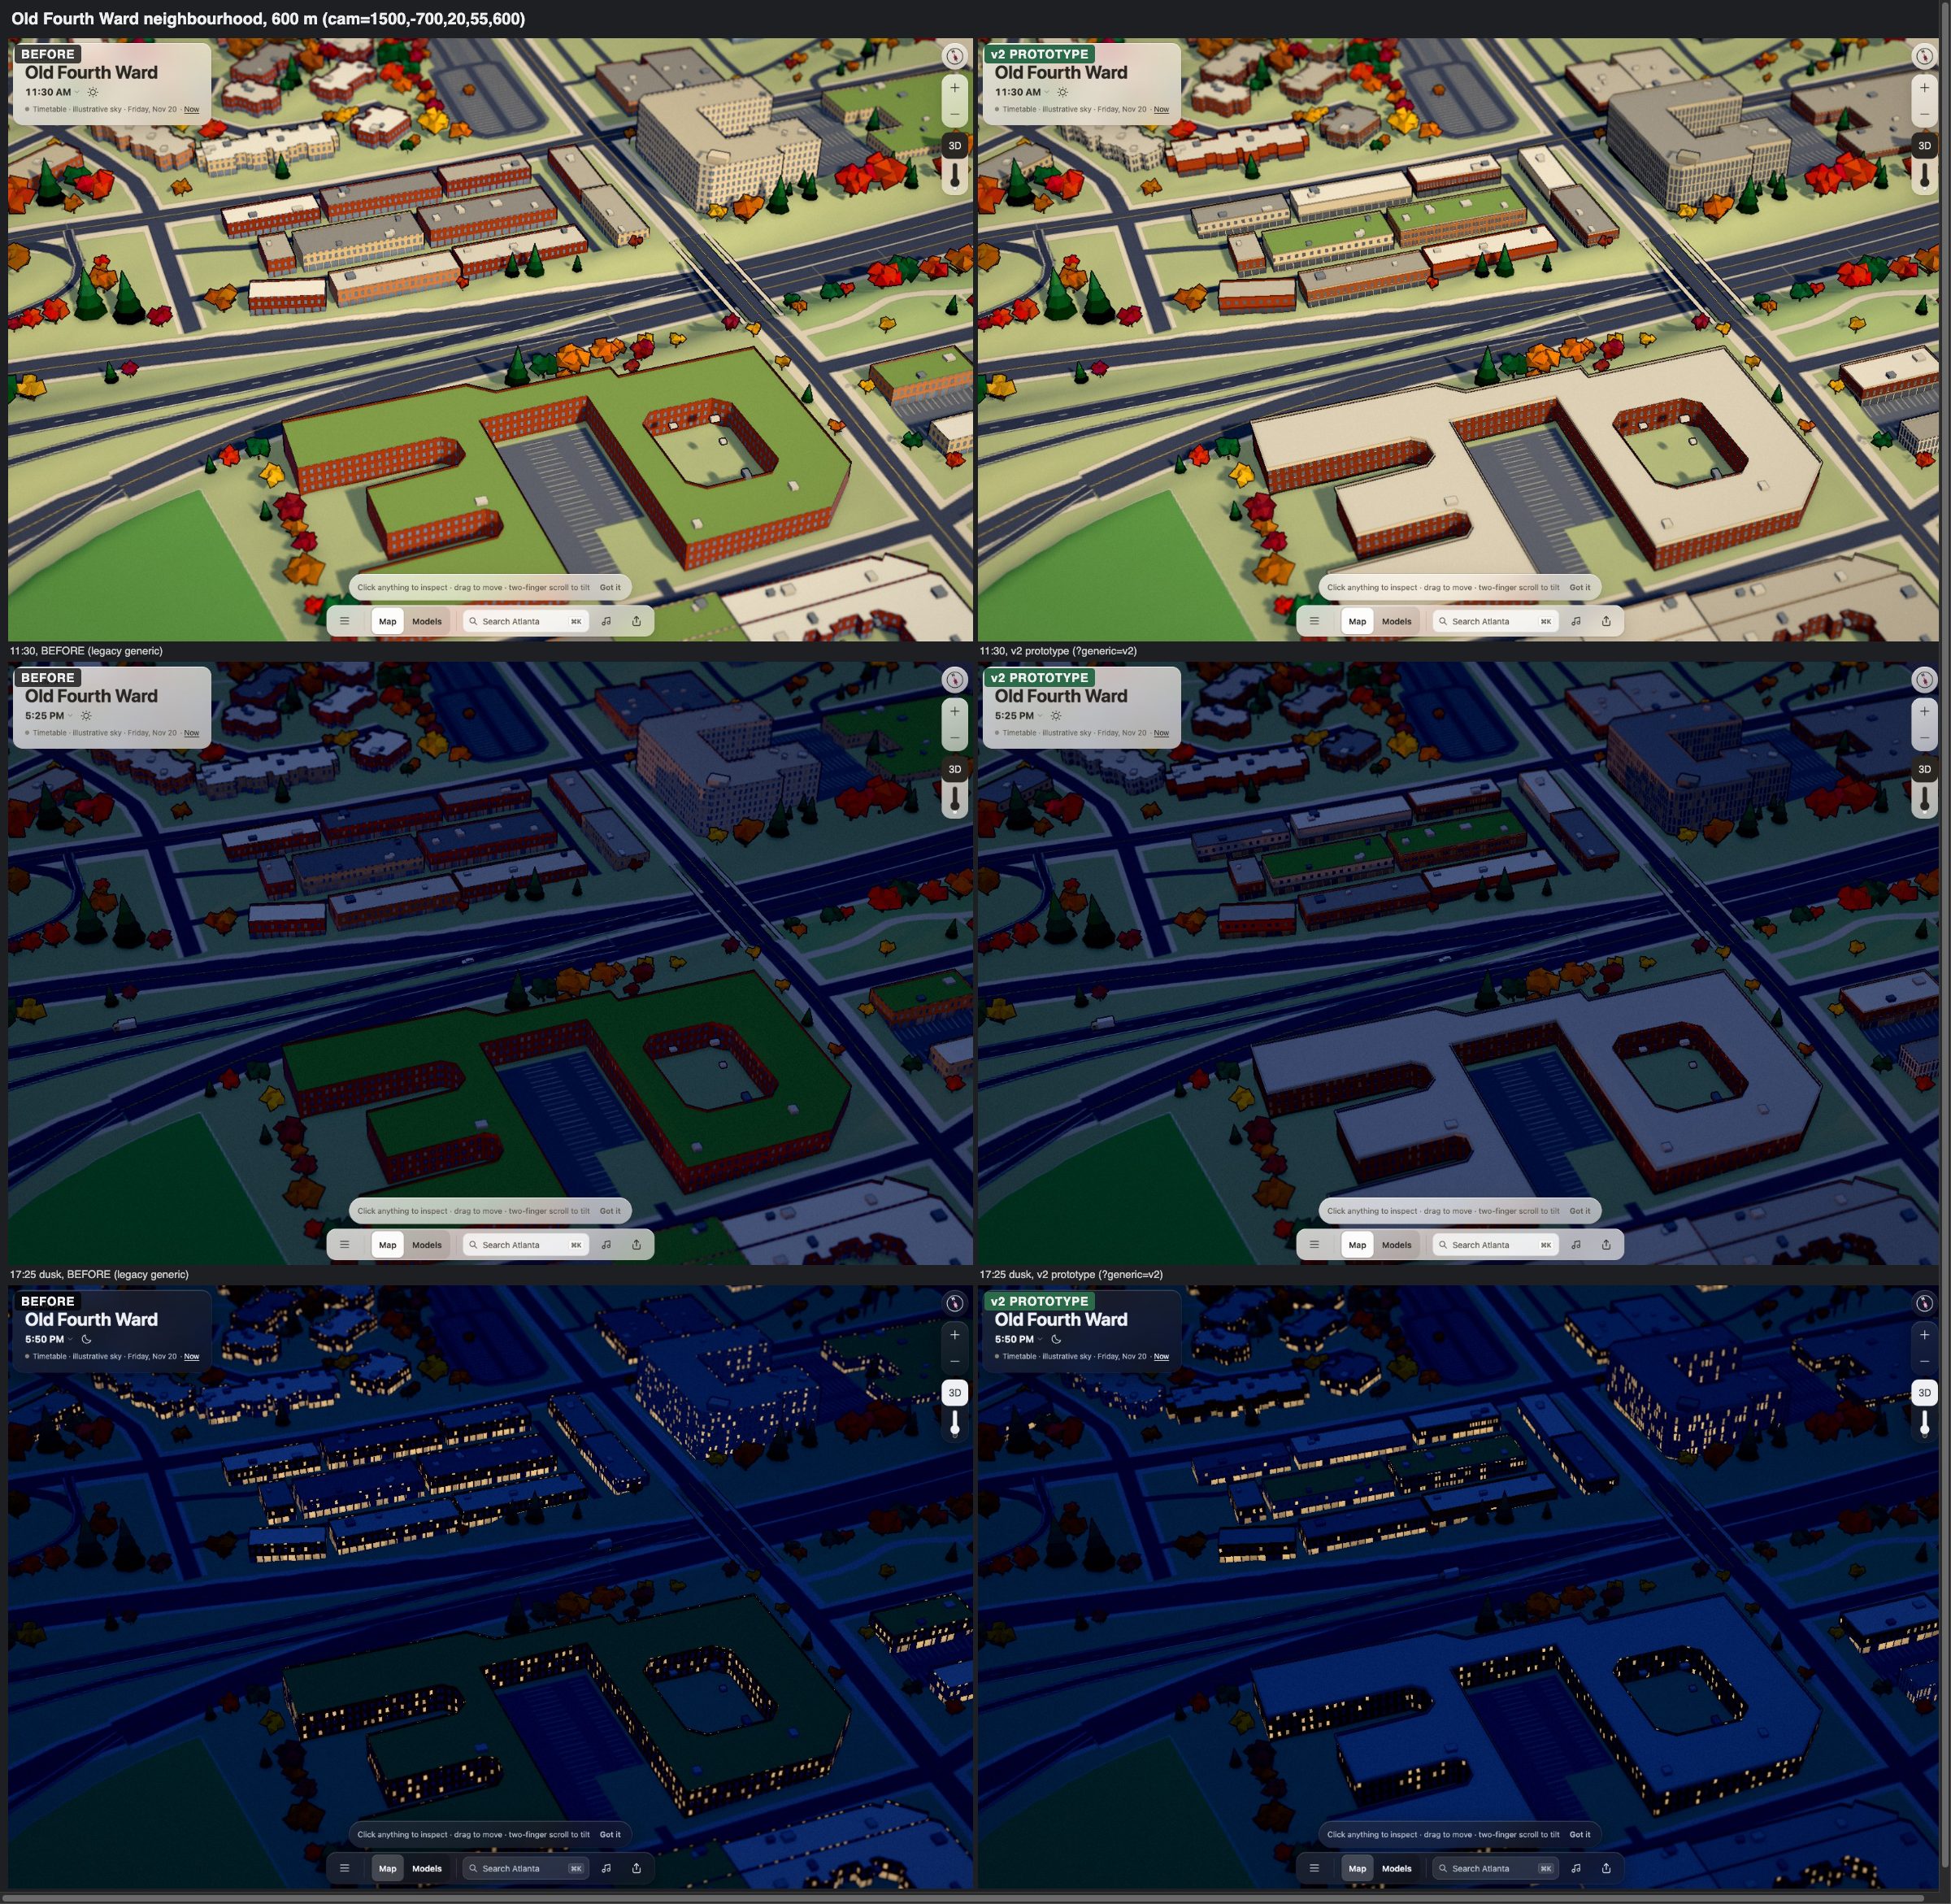 Old Fourth Ward neighbourhood, 600 m (cam=1500,-700,20,55,600)
BEFORE
Old Fourth Ward
11:30 AM
Timetable · Illustrative sky · Friday, Nov 20 · Now
3D
Click anything to inspect · drag to move · two-finger scroll to tilt Got it
Map Models Search Atlanta ⌘K
v2 PROTOTYPE
Old Fourth Ward
11:30 AM
Timetable · Illustrative sky · Friday, Nov 20 · Now
3D
Click anything to inspect · drag to move · two-finger scroll to tilt Got it
Map Models Search Atlanta ⌘K
11:30, BEFORE (legacy generic)
11:30, v2 prototype (?generic=v2)
BEFORE
Old Fourth Ward
5:25 PM
Timetable · Illustrative sky · Friday, Nov 20 · Now
3D
Click anything to inspect · drag to move · two-finger scroll to tilt Got it
Map Models Search Atlanta ⌘K
v2 PROTOTYPE
Old Fourth Ward
5:25 PM
Timetable · Illustrative sky · Friday, Nov 20 · Now
3D
Click anything to inspect · drag to move · two-finger scroll to tilt Got it
Map Models Search Atlanta ⌘K
17:25 dusk, BEFORE (legacy generic)
17:25 dusk, v2 prototype (?generic=v2)
BEFORE
Old Fourth Ward
5:50 PM
Timetable · Illustrative sky · Friday, Nov 20 · Now
3D
Click anything to inspect · drag to move · two-finger scroll to tilt Got it
Map Models Search Atlanta ⌘K
v2 PROTOTYPE
Old Fourth Ward
5:50 PM
Timetable · Illustrative sky · Friday, Nov 20 · Now
3D
Click anything to inspect · drag to move · two-finger scroll to tilt Got it
Map Models Search Atlanta ⌘K